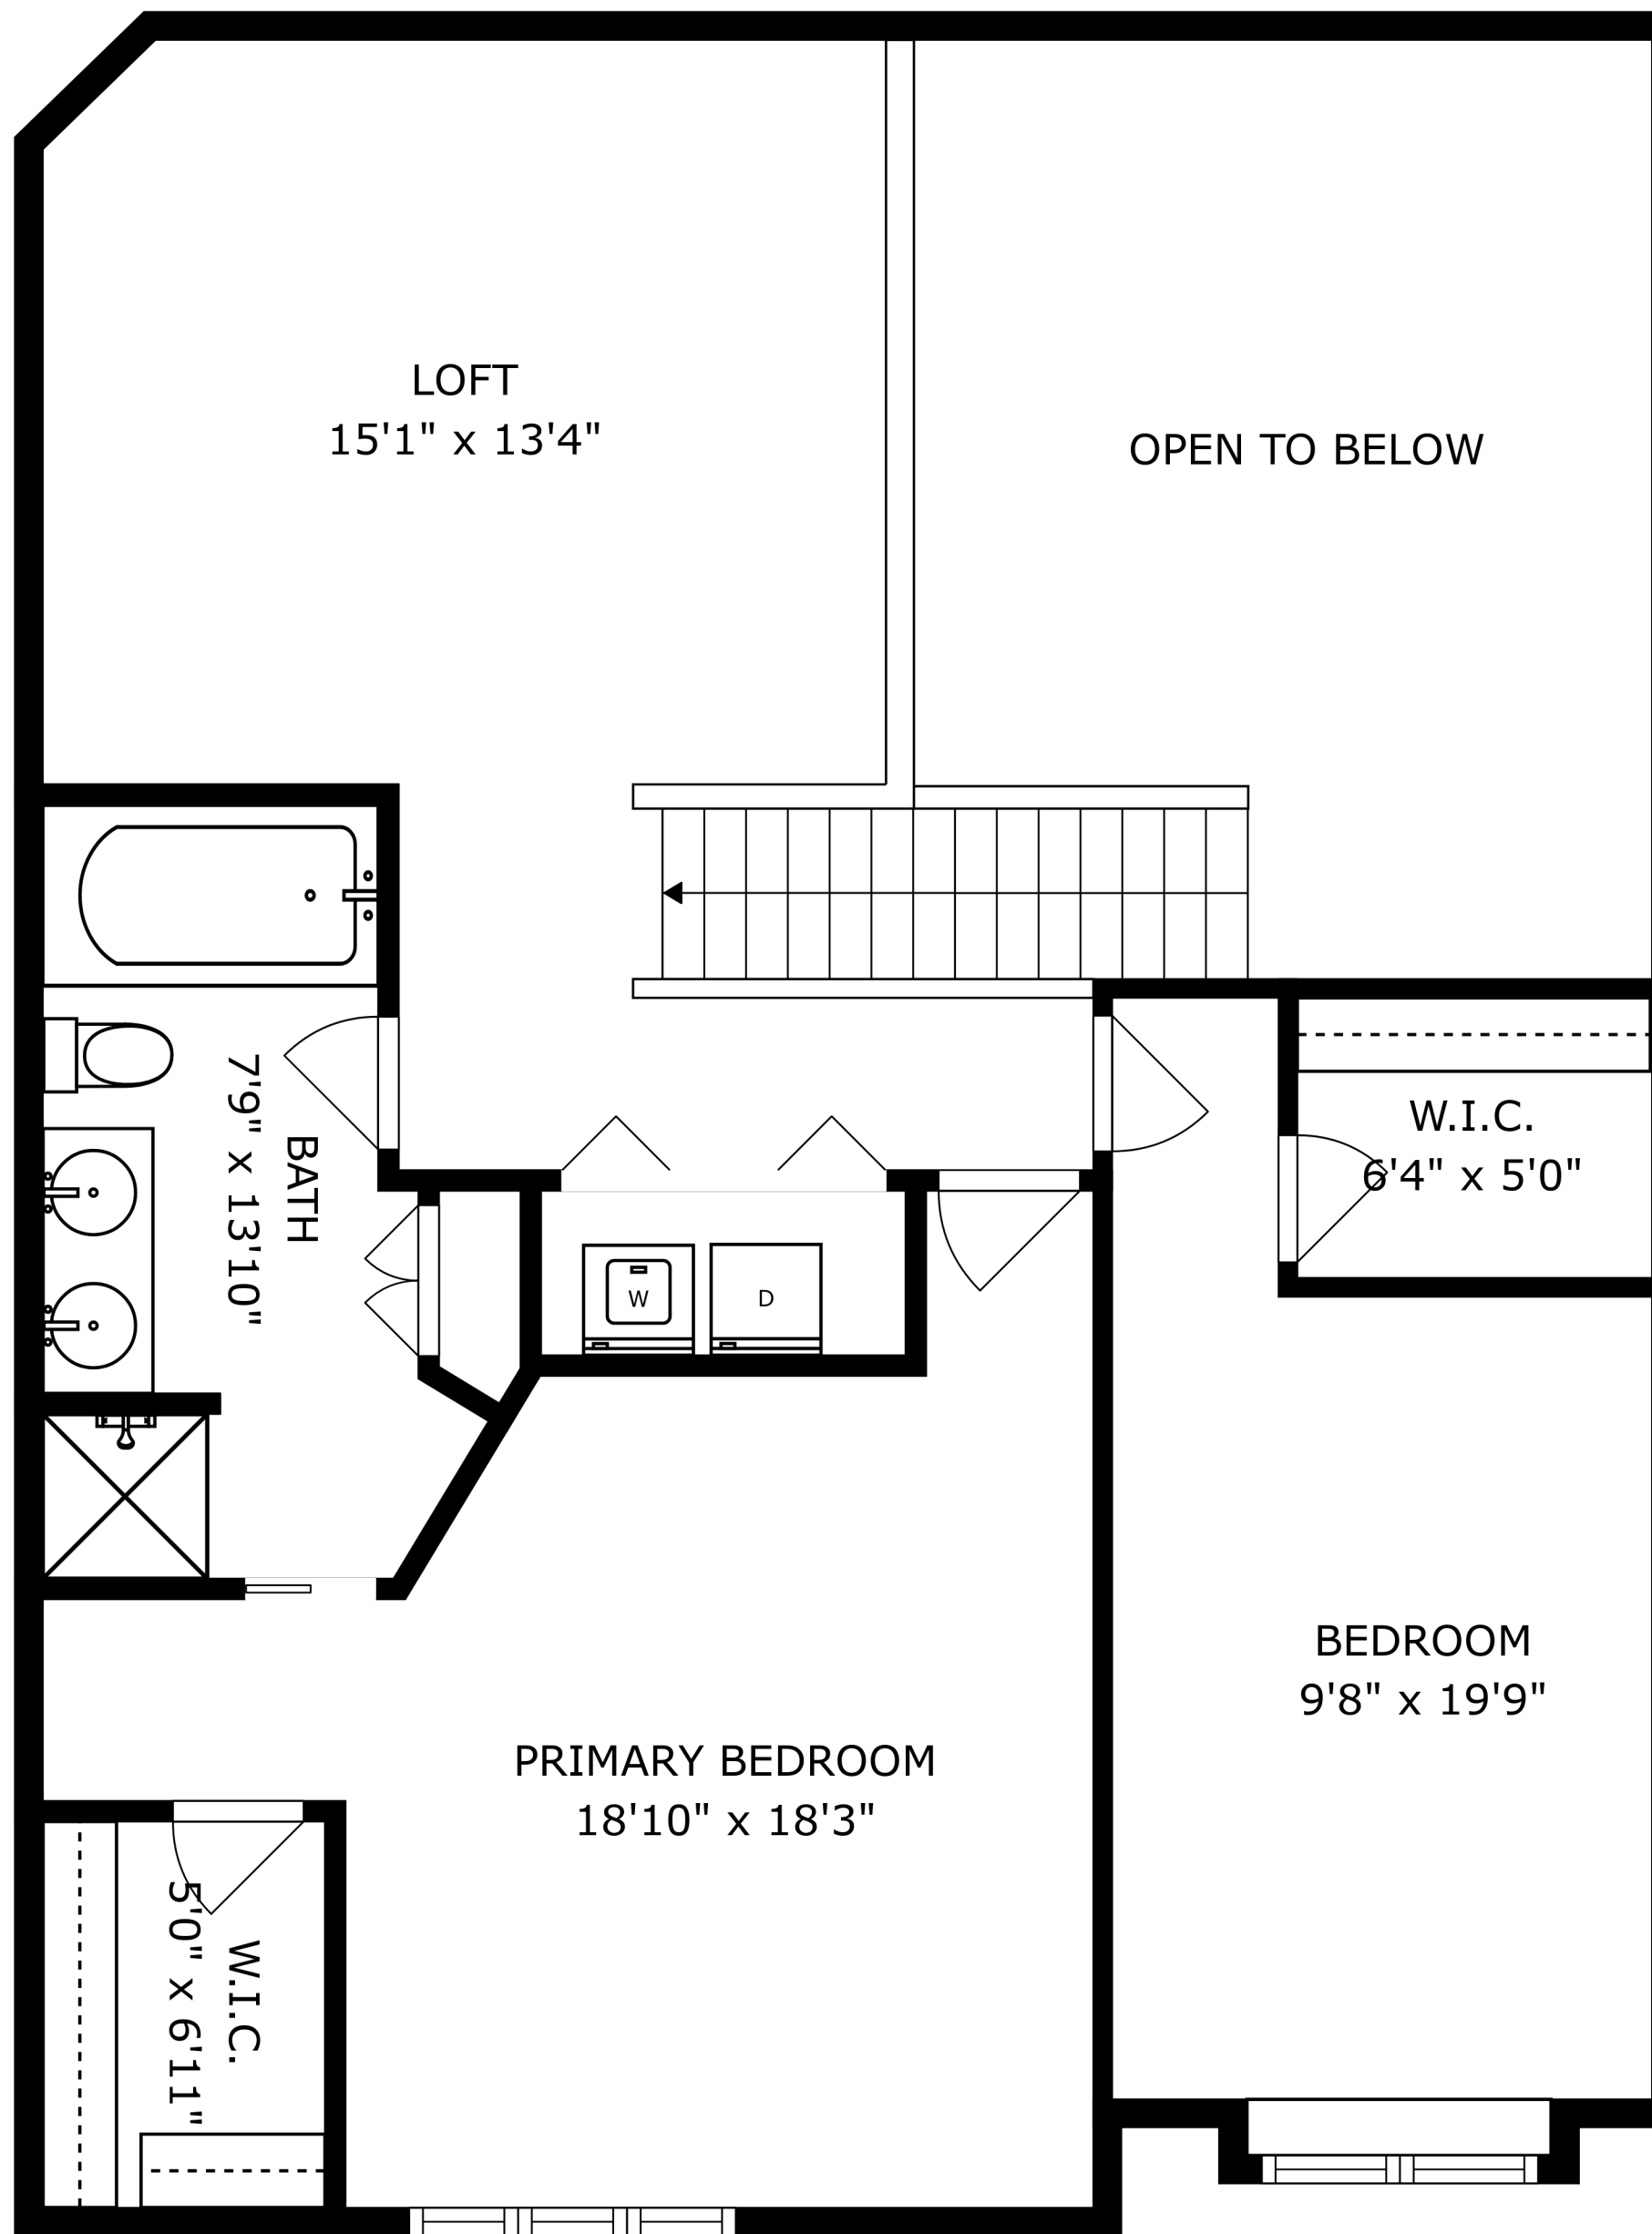 LOFT
15'1" x 13'4"
OPEN TO BELOW
W.I.C.
6'4" x 5'0"
BATH
7'9" x 13'10"
W
D
BEDROOM
9'8" x 19'9"
PRIMARY BEDROOM
18'10" x 18'3"
W.I.C.
5'0" x 6'11"